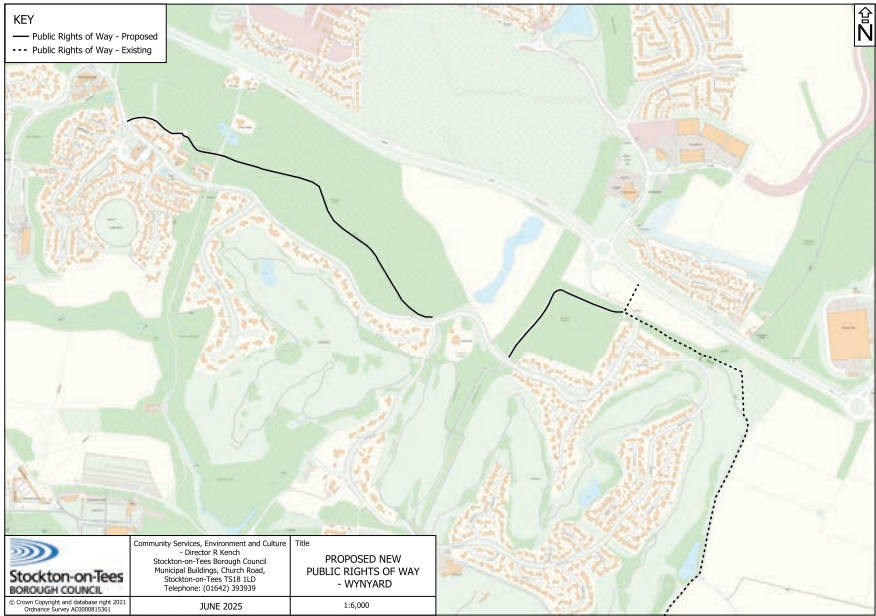 KEY
Public Rights of Way - Proposed
Public Rights of Way - Existing
N
Stockton-on-Tees
BOROUGH COUNCIL
© Crown Copyright and database right 2021
Ordnance Survey AC0000815361
Community Services, Environment and Culture
- Director R Kench
Stockton-on-Tees Borough Council
Municipal Buildings, Church Road,
Stockton-on-Tees TS18 1LD
Telephone: (01642) 393939
JUNE 2025
Title
PROPOSED NEW
PUBLIC RIGHTS OF WAY
- WYNYARD
1:6,000